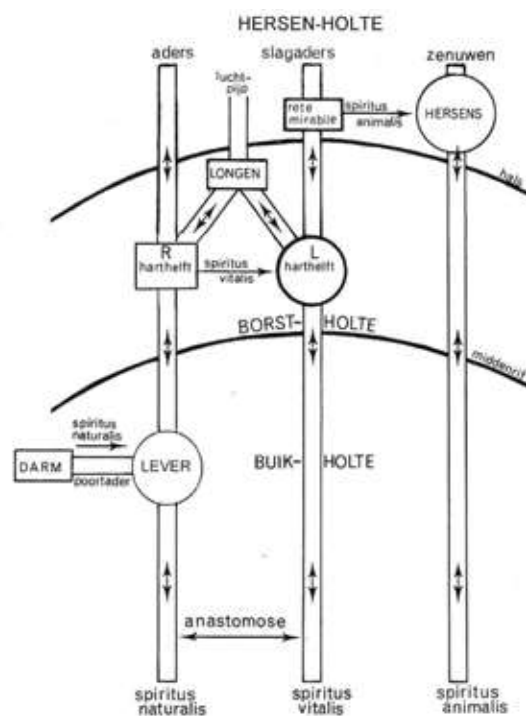 HERSEN-HOLTE
aders
slagaders
zenuwen
lucht-
pijp
rete
mirabile
spiritus
animalis
HERSENS
LONGEN
hals
R
harthelft
spiritus
vitalis
L
harthelft
BORST-HOLTE
middenrif
spiritus
naturalis
DARM
poortader
LEVER
BUIK-HOLTE
anastomose
spiritus
naturalis
spiritus
vitalis
spiritus
animalis